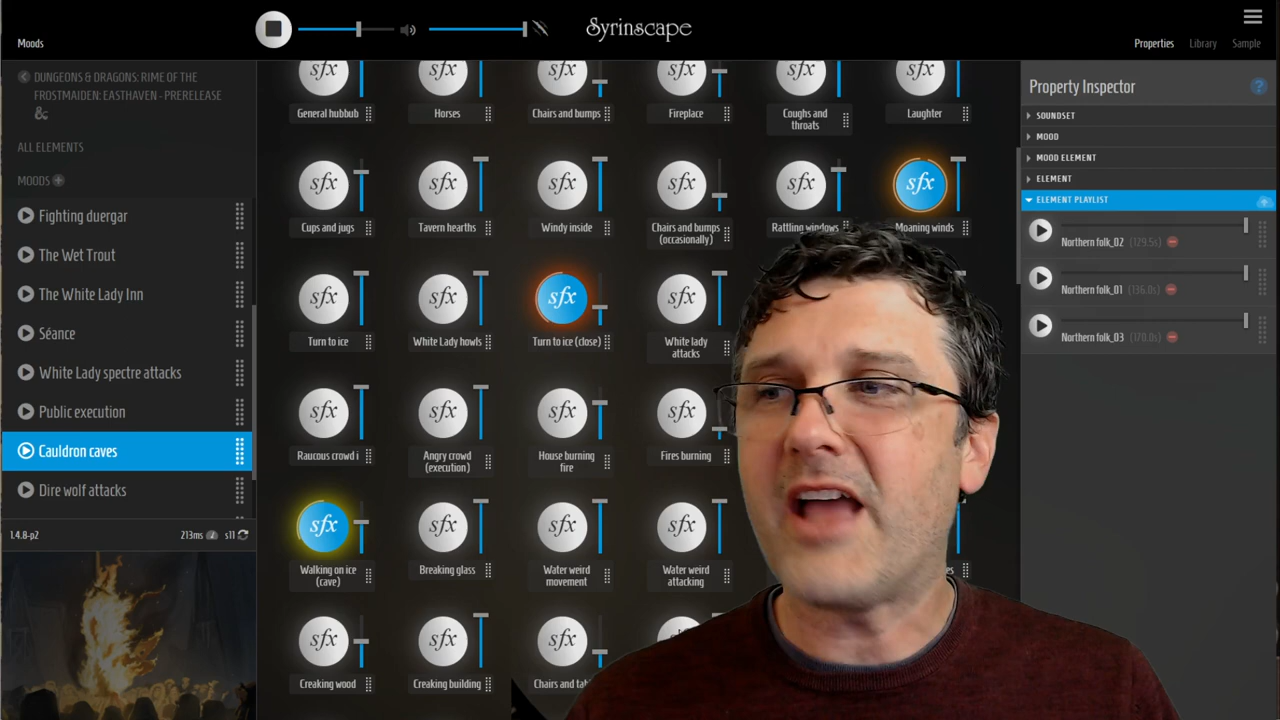 Syrinscape
Moods
Properties
Library
Sample
DUNGEONS & DRAGONS: RIME OF THE
FROSTMAIDEN: EASTHAVEN - PRERELEASE
&
ALL ELEMENTS
MOODS
Fighting duergar
The Wet Trout
The White Lady Inn
Séance
White Lady spectre attacks
Public execution
Cauldron caves
Dire wolf attacks
1.4.8-p2
213ms
s11
sfx
sfx
sfx
sfx
sfx
sfx
General hubbub
Horses
Chairs and bumps
Fireplace
Coughs and
throats
Laughter
sfx
sfx
sfx
sfx
sfx
sfx
Cups and jugs
Tavern hearths
Windy inside
Chairs and bumps
(occasionally)
Rattling windows
Moaning winds
sfx
sfx
sfx
sfx
Turn to ice
White Lady howls
Turn to ice (close)
White lady
attacks
sfx
sfx
sfx
sfx
Raucous crowd i
Angry crowd
(execution)
House burning
fire
Fires burning
sfx
sfx
sfx
sfx
Walking on ice
(cave)
Breaking glass
Water weird
movement
Water weird
attacking
sfx
sfx
sfx
Creaking wood
Creaking building
Chairs and
Property Inspector
?
SOUNDSET
MOOD
MOOD ELEMENT
ELEMENT
ELEMENT PLAYLIST
Northern folk_02 (129.5s)
Northern folk_01 (136.0s)
Northern folk_03 (170.0s)